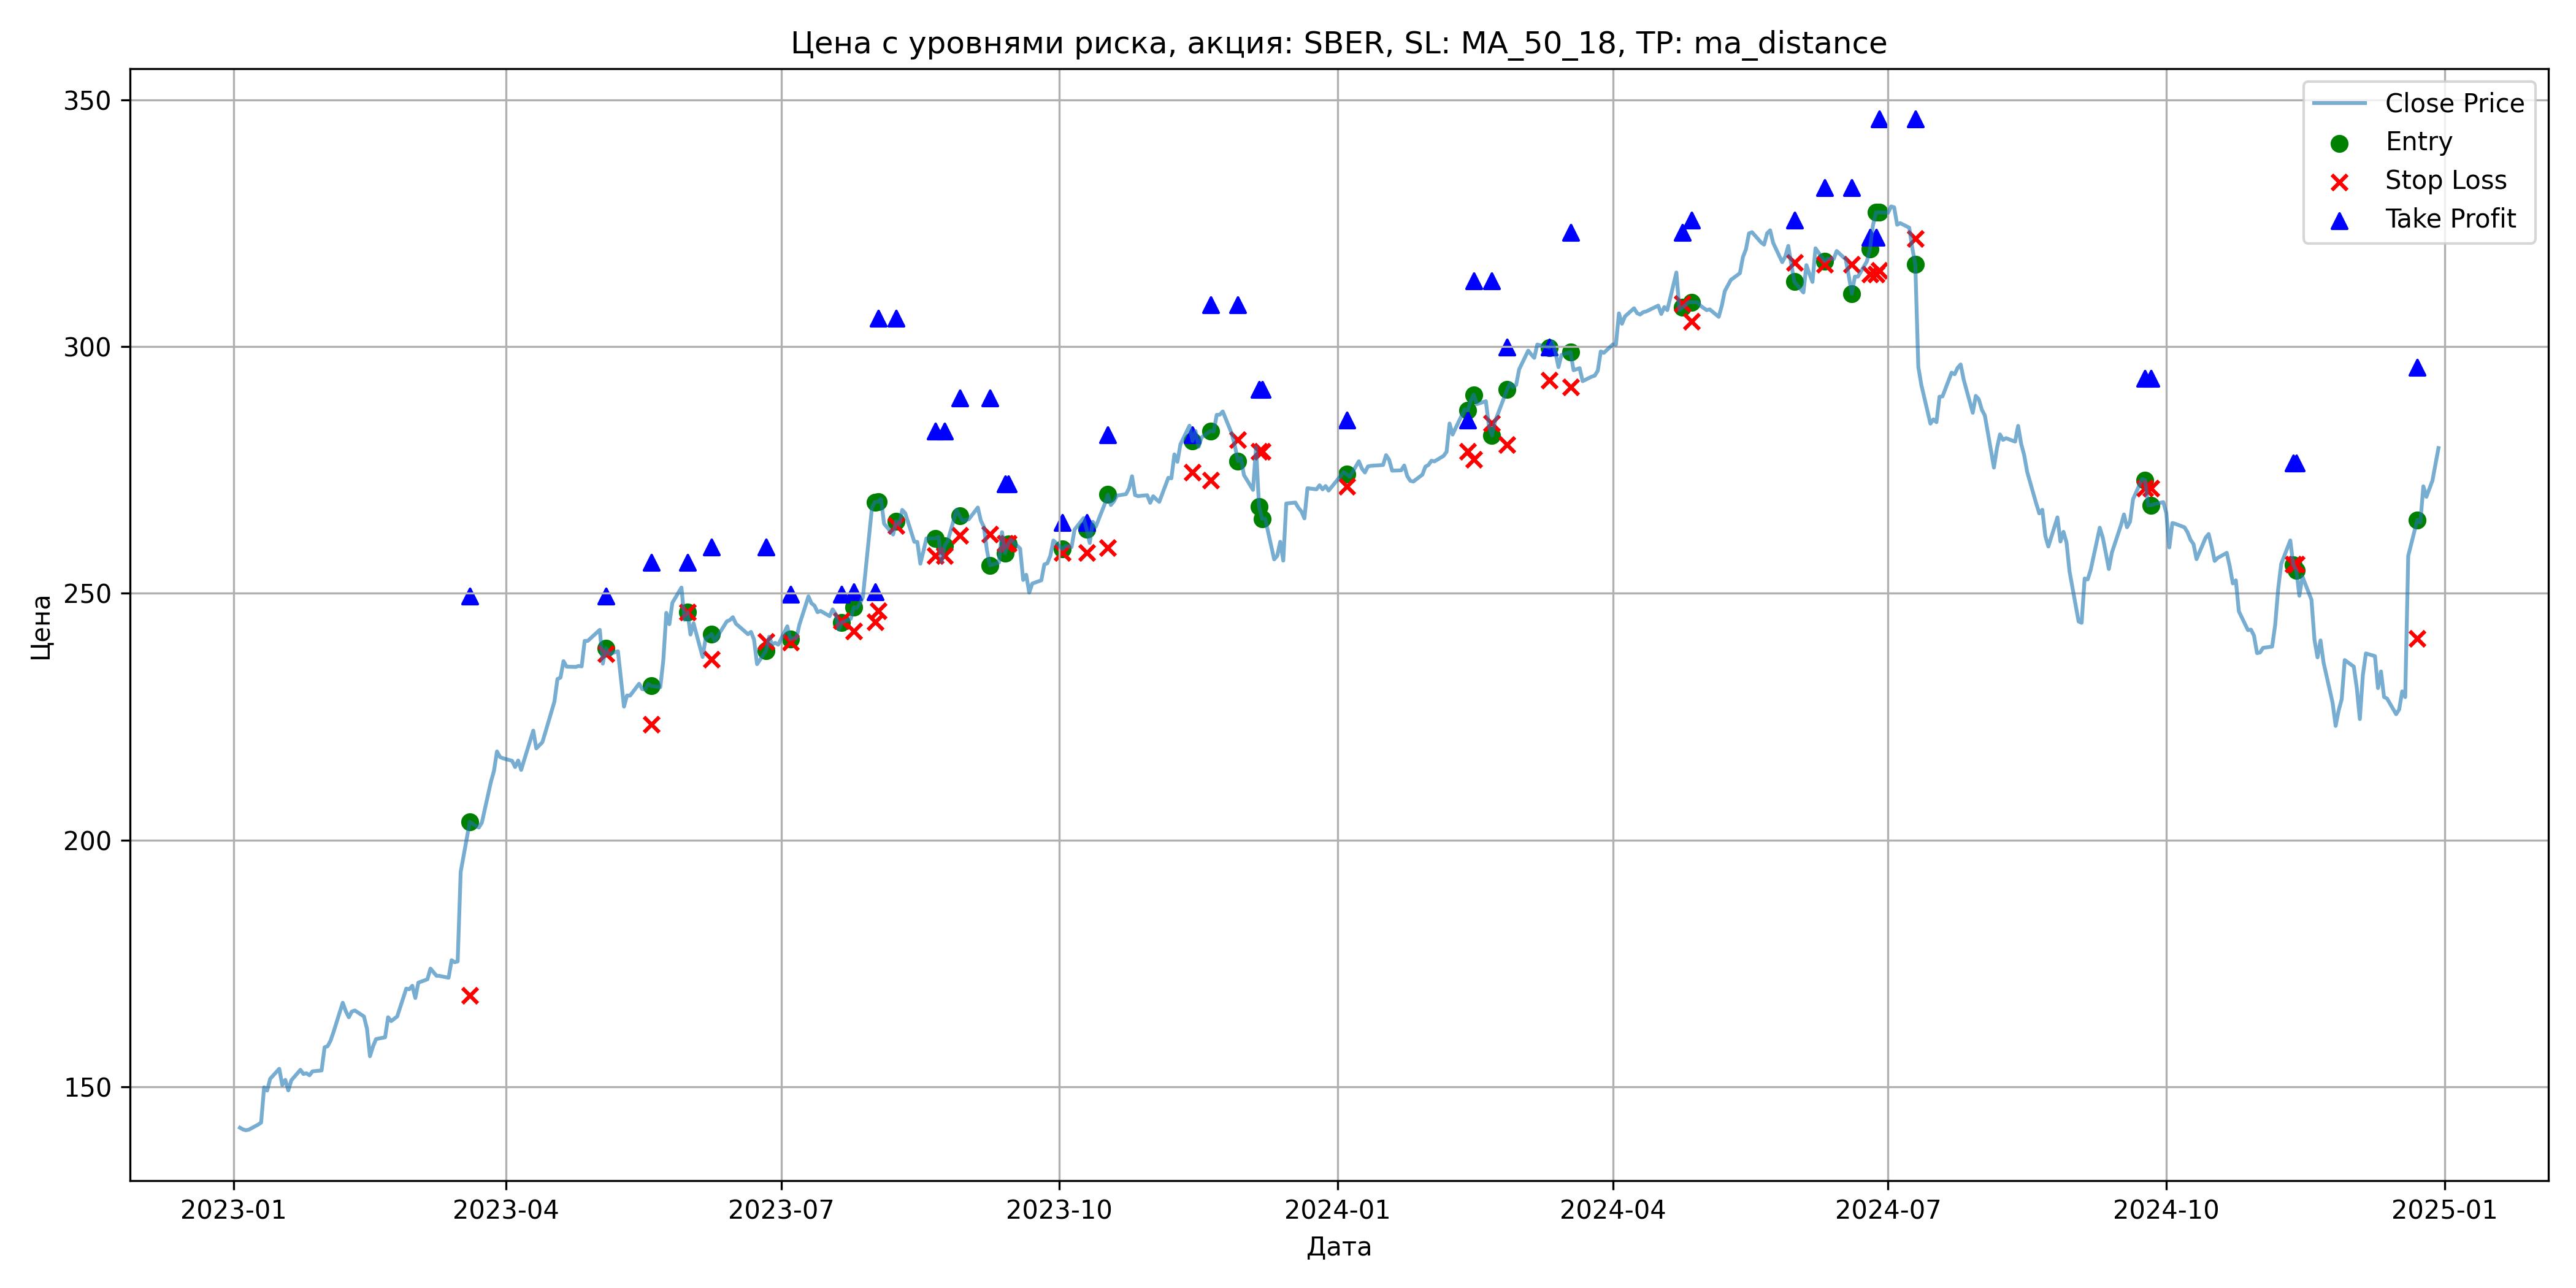 Цена с уровнями риска, акция: SBER, SL: MA_50_18, TP: ma_distance
Close Price
Entry
Stop Loss
Take Profit
Цена
350
300
250
200
150
2023-01
2023-04
2023-07
2023-10
2024-01
2024-04
2024-07
2024-10
2025-01
Дата